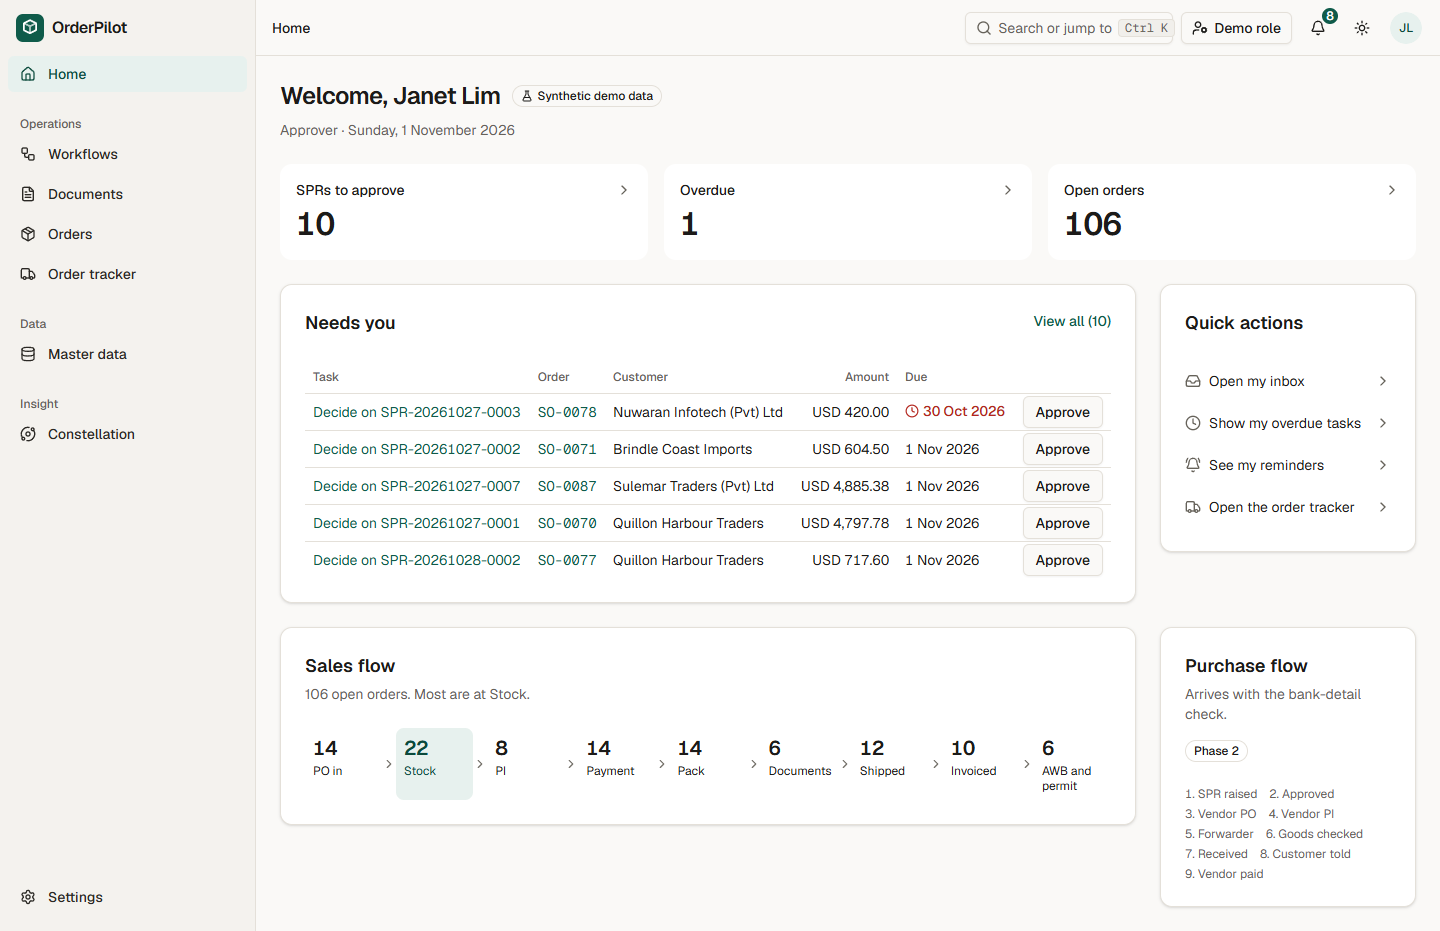 OrderPilot
Home
Search or jump to
Ctrl K
Demo role
8
JL
Home
Operations
Workflows
Documents
Orders
Order tracker
Data
Master data
Insight
Constellation
Settings
Welcome, Janet Lim
Synthetic demo data
Approver · Sunday, 1 November 2026
SPRs to approve
10
Overdue
1
Open orders
106
Needs you
View all (10)
Task Order Customer Amount Due
Decide on SPR-20261027-0003 SO-0078 Nuwaran Infotech (Pvt) Ltd USD 420.00 30 Oct 2026 Approve
Decide on SPR-20261027-0002 SO-0071 Brindle Coast Imports USD 604.50 1 Nov 2026 Approve
Decide on SPR-20261027-0007 SO-0087 Sulemar Traders (Pvt) Ltd USD 4,885.38 1 Nov 2026 Approve
Decide on SPR-20261027-0001 SO-0070 Quillon Harbour Traders USD 4,797.78 1 Nov 2026 Approve
Decide on SPR-20261028-0002 SO-0077 Quillon Harbour Traders USD 717.60 1 Nov 2026 Approve
Quick actions
Open my inbox
Show my overdue tasks
See my reminders
Open the order tracker
Sales flow
106 open orders. Most are at Stock.
14
PO in
22
Stock
8
PI
14
Payment
14
Pack
6
Documents
12
Shipped
10
Invoiced
6
AWB and
permit
Purchase flow
Arrives with the bank-detail
check.
Phase 2
1. SPR raised 2. Approved
3. Vendor PO 4. Vendor PI
5. Forwarder 6. Goods checked
7. Received 8. Customer told
9. Vendor paid